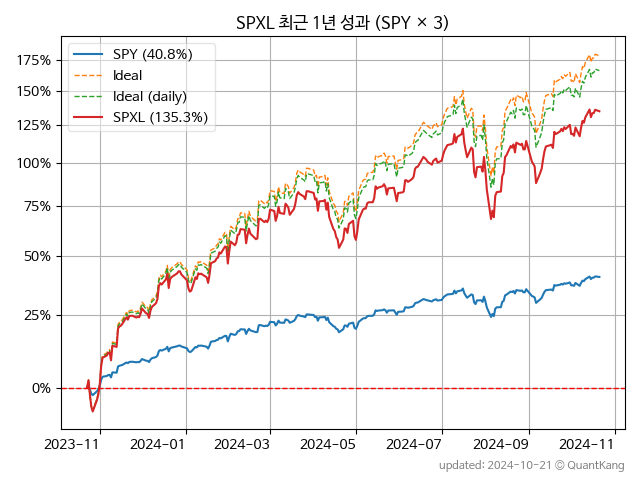 SPXL 최근 1년 성과 (SPY × 3)
SPY (40.8%)
Ideal
Ideal (daily)
SPXL (135.3%)
175%
150%
125%
100%
75%
50%
25%
0%
2023-11 2024-01 2024-03 2024-05 2024-07 2024-09 2024-11
updated: 2024-10-21 © QuantKang